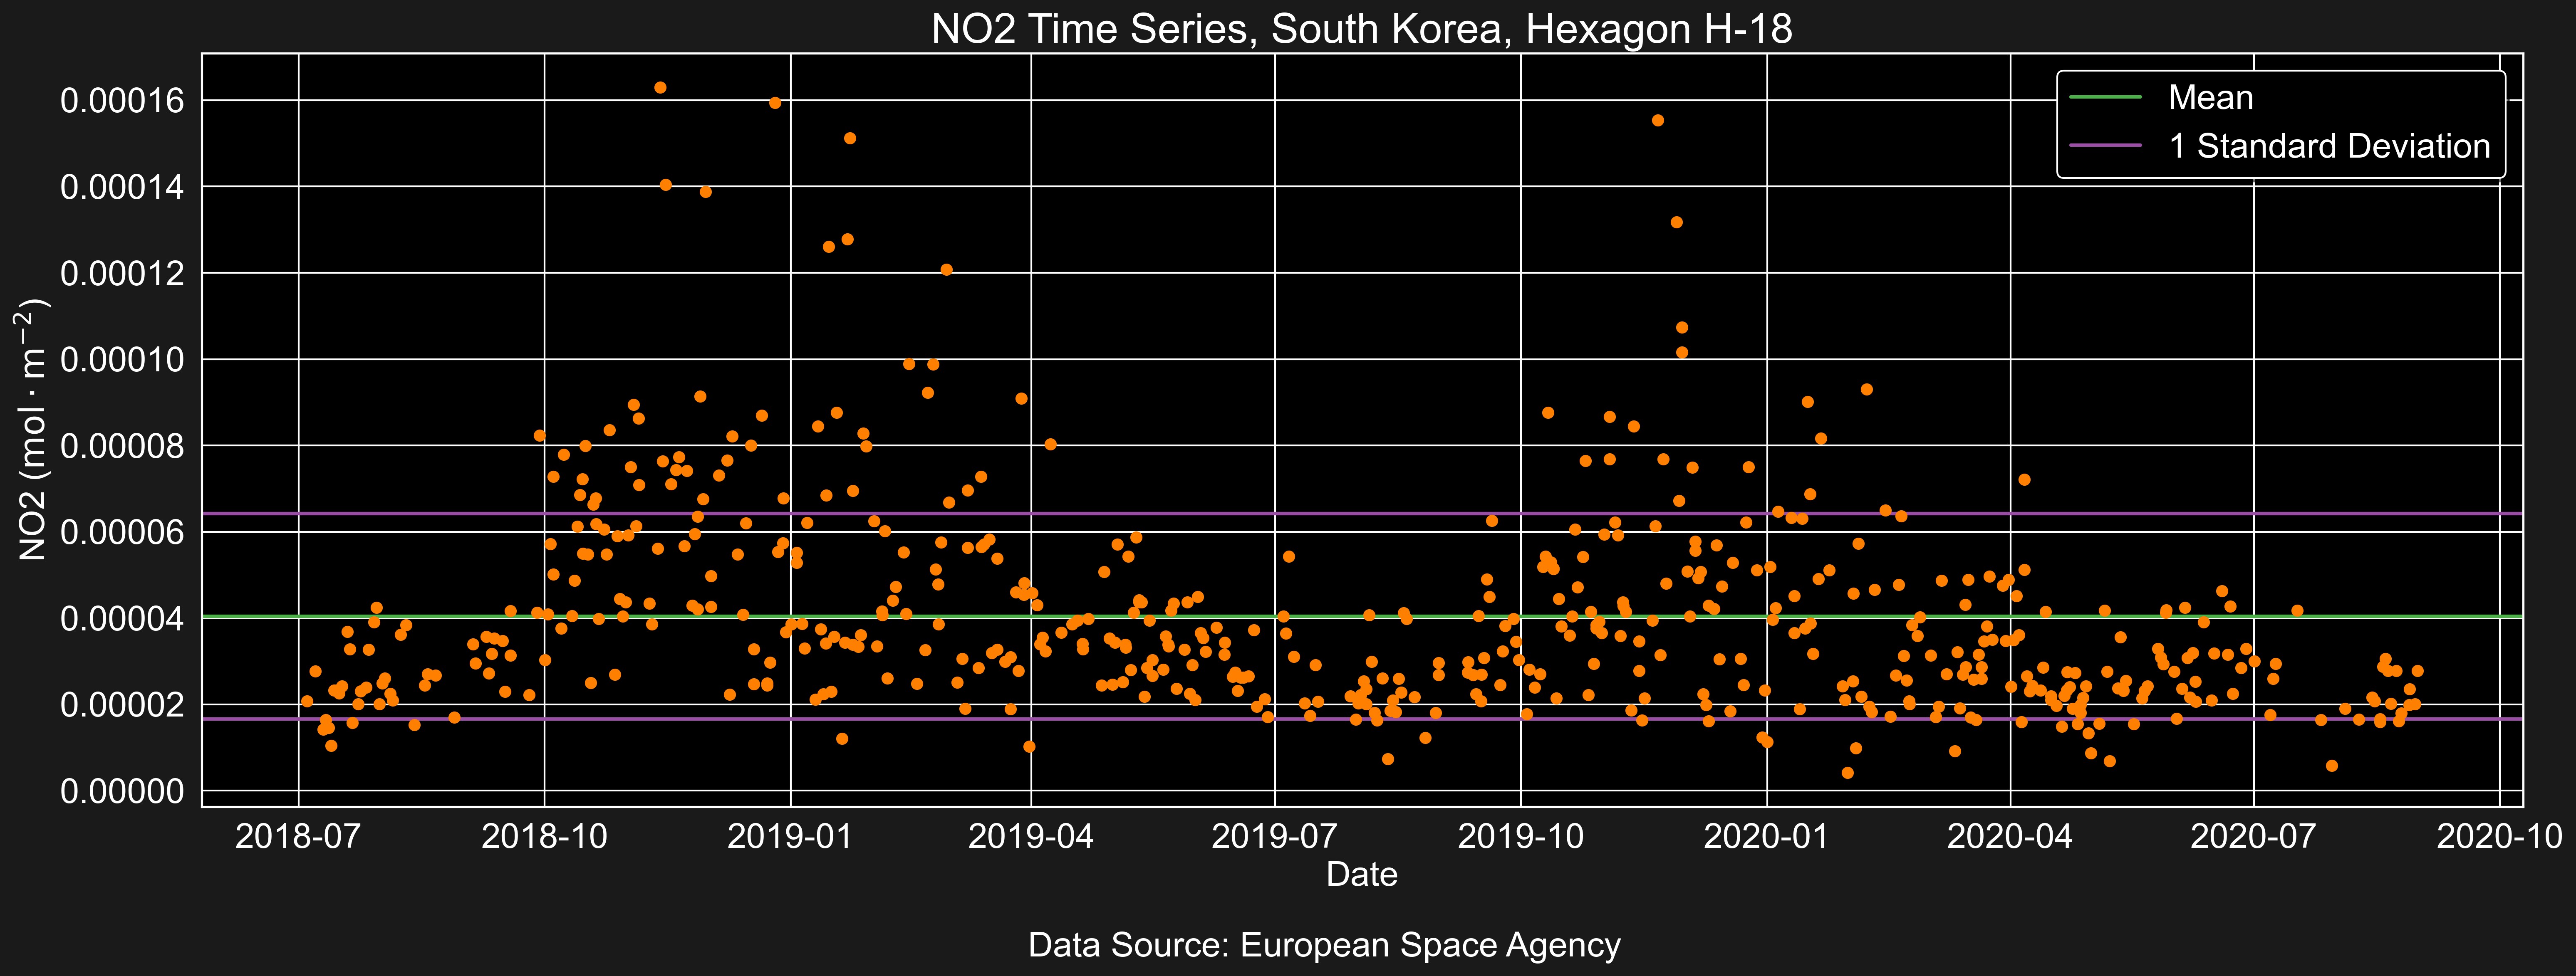 NO2 Time Series, South Korea, Hexagon H-18
Mean
1 Standard Deviation
NO2 (mol · m⁻²)
0.00016
0.00014
0.00012
0.00010
0.00008
0.00006
0.00004
0.00002
0.00000
2018-07 2018-10 2019-01 2019-04 2019-07 2019-10 2020-01 2020-04 2020-07 2020-10
Date
Data Source: European Space Agency